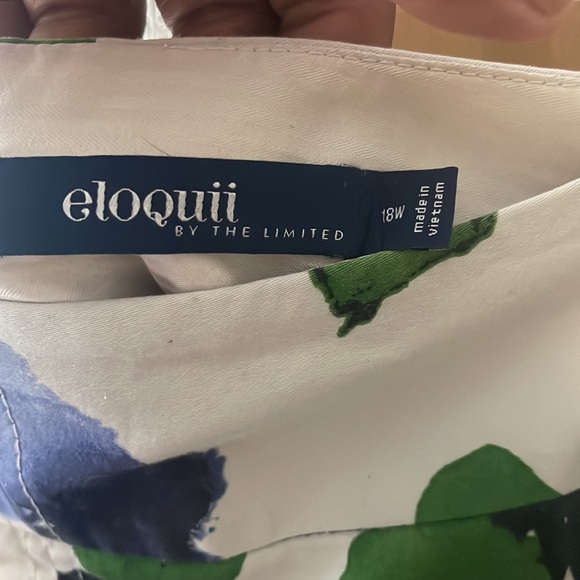 eloquii
BY THE LIMITED
18W
made in
vietnam